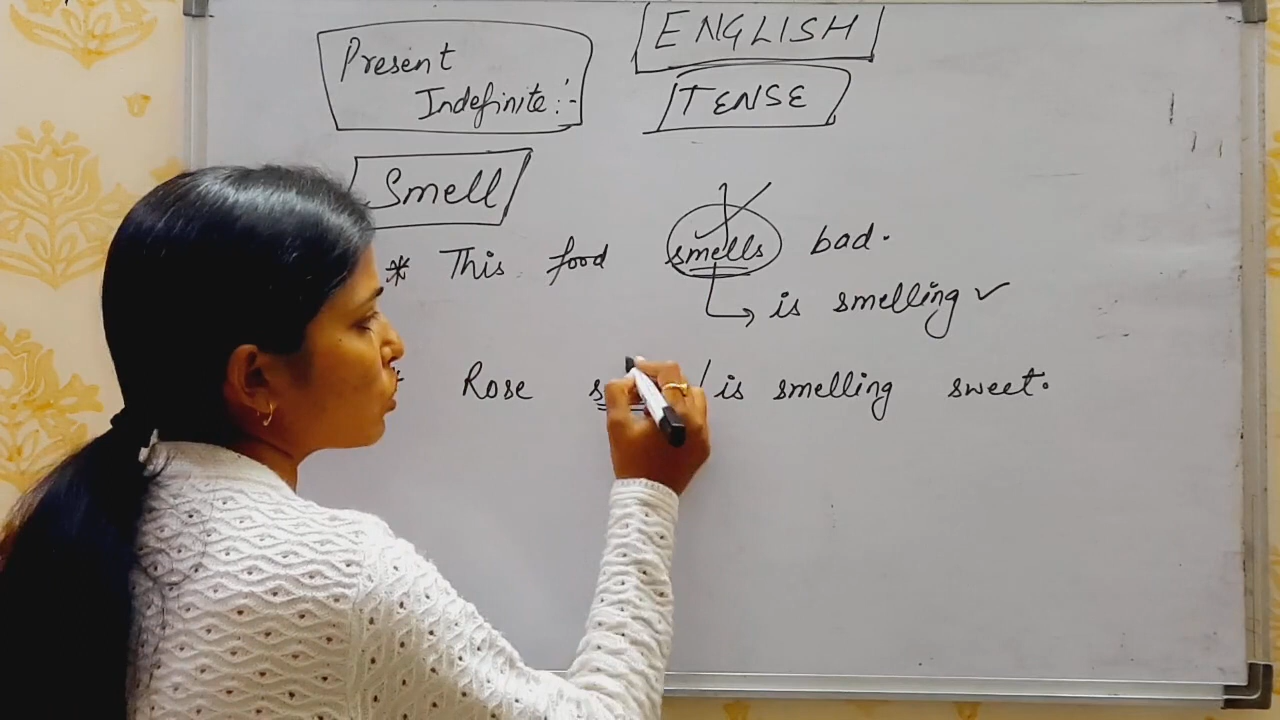 ENGLISH
TENSE
Present
Indefinite :-
Smell
* This food smells bad.
is smelling ✓
* Rose / is smelling sweet.